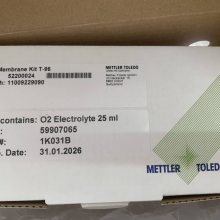 Membrane Kit T-96
52200024
11009229090
METTLER TOLEDO
contains: O2 Electrolyte 25 ml
59907065
#: 1K031B
31.01.2026
METTLER TOLEDO